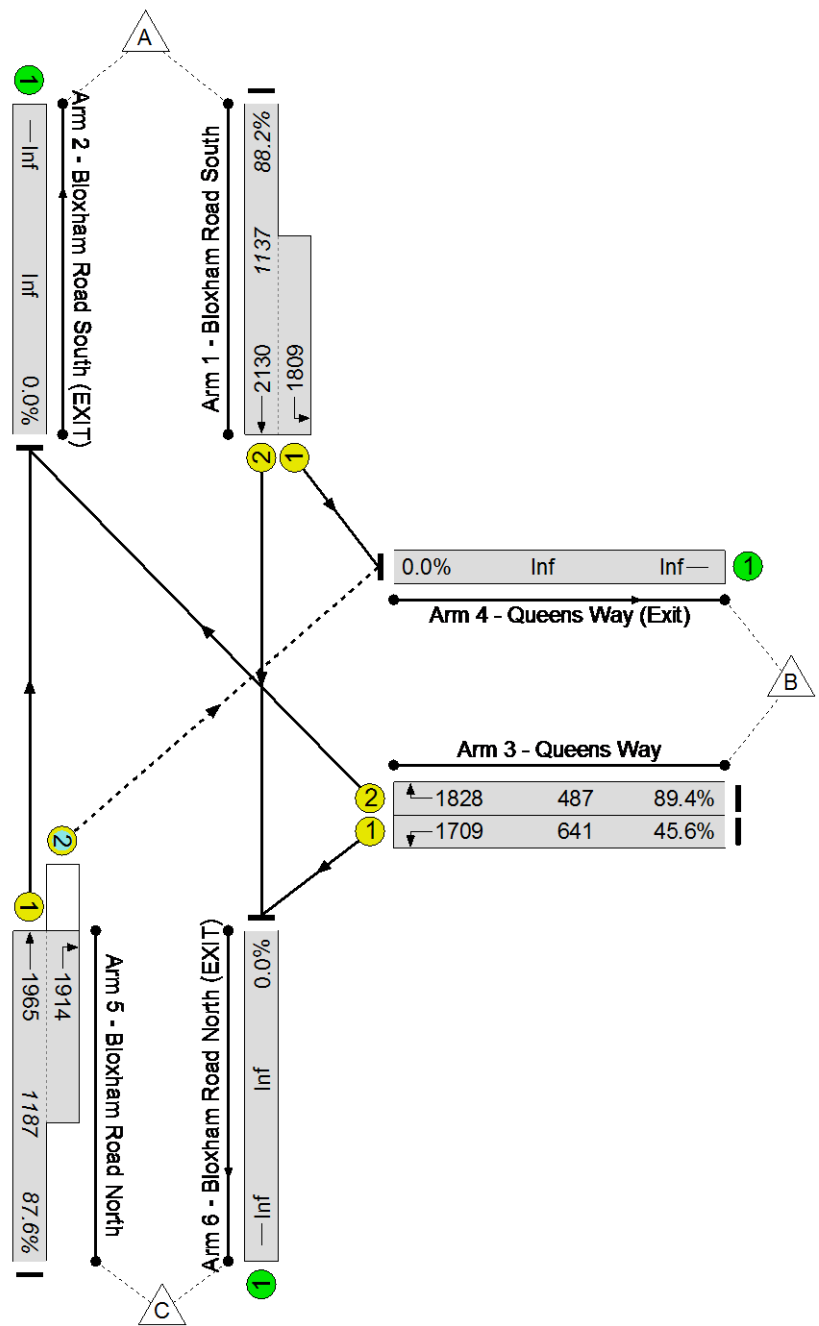 A
1
Arm 2 - Bloxham Road South (EXIT)
Inf Inf 0.0%
Arm 1 - Bloxham Road South
88.2% 1137 2130
1809
2
1
0.0% Inf Inf
1
Arm 4 - Queens Way (Exit)
B
Arm 3 - Queens Way
2 1828 487 89.4%
1 1709 641 45.6%
2
1
1914
1965 1187 87.6%
Arm 5 - Bloxham Road North
Arm 6 - Bloxham Road North (EXIT)
0.0% Inf Inf
1
C